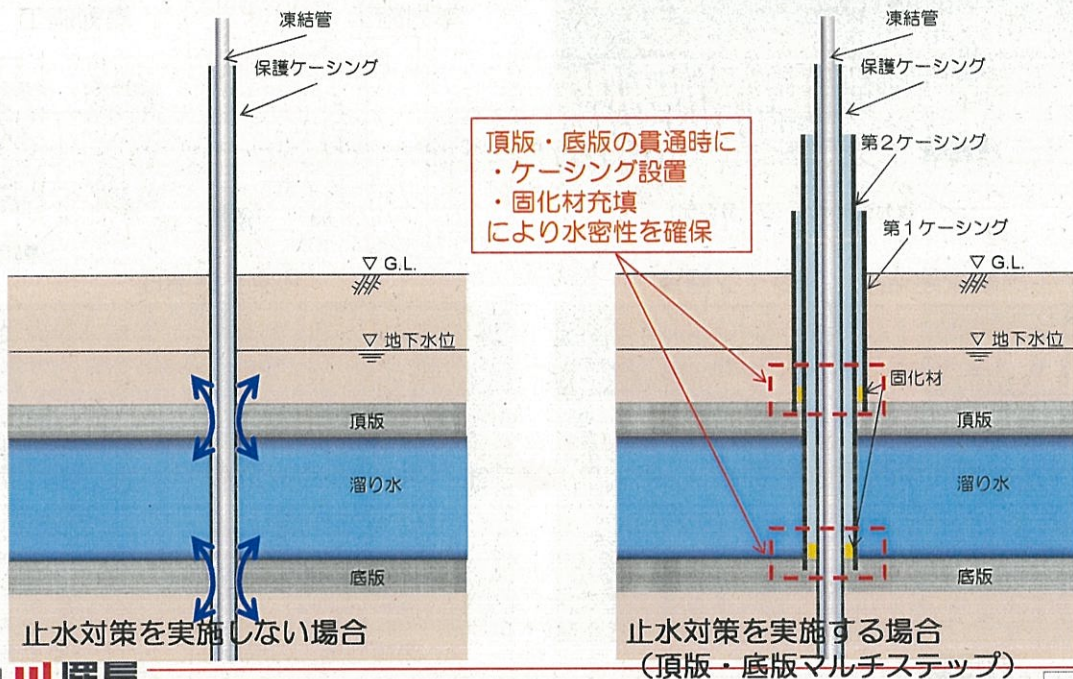 凍結管
保護ケーシング
▽ G.L.
▽ 地下水位
頂版
溜り水
底版
止水対策を実施しない場合
頂版・底版の貫通時に
・ケーシング設置
・固化材充填
により水密性を確保
凍結管
保護ケーシング
第2ケーシング
第1ケーシング
▽ G.L.
▽ 地下水位
固化材
頂版
溜り水
底版
止水対策を実施する場合
（頂版・底版マルチステップ）